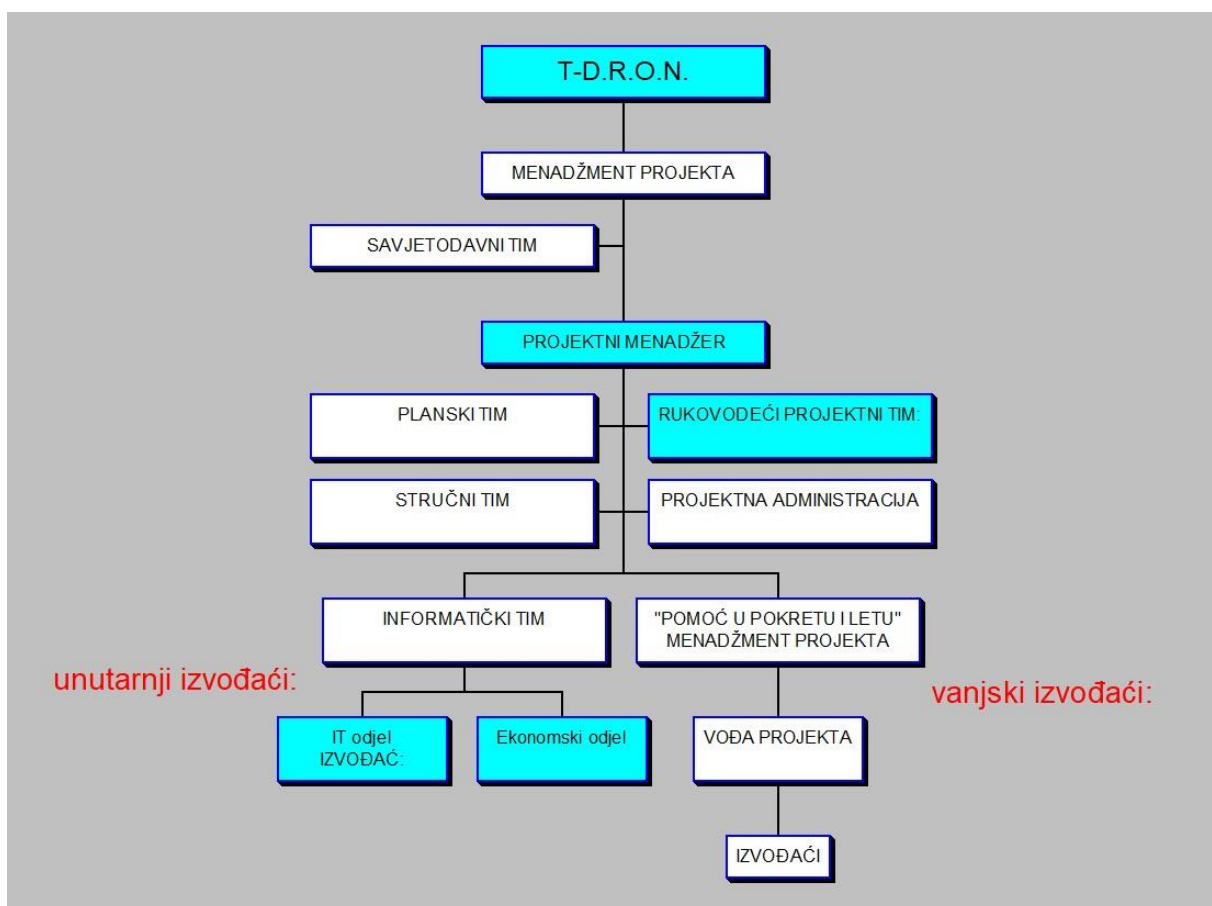 T-D.R.O.N.
MENADŽMENT PROJEKTA
SAVJETODAVNI TIM
PROJEKTNI MENADŽER
PLANSKI TIM
RUKOVODEĆI PROJEKTNI TIM:
STRUČNI TIM
PROJEKTNA ADMINISTRACIJA
INFORMATIČKI TIM
"POMOĆ U POKRETU I LETU"
MENADŽMENT PROJEKTA
unutarnji izvođaći:
vanjski izvođaći:
IT odjel
IZVOĐAĆ:
Ekonomski odjel
VOĐA PROJEKTA
IZVOĐAĆI